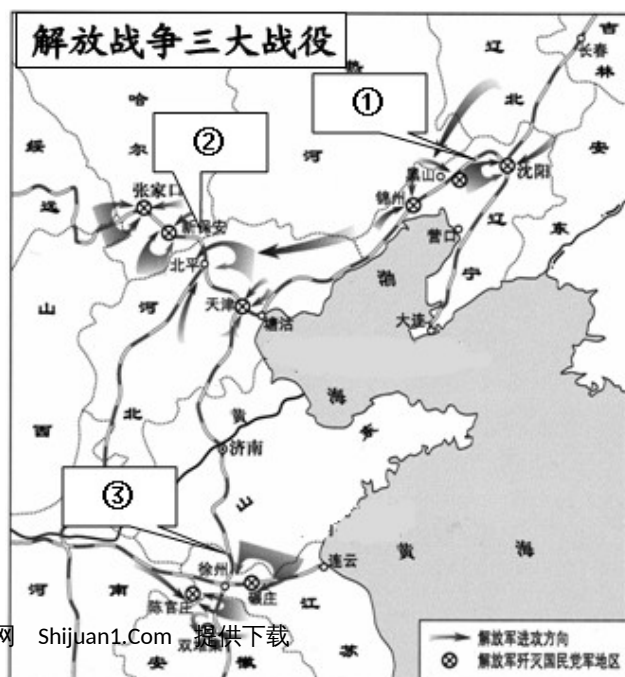 解放战争三大战役
吉
林
长春
辽
北
热
河
①
哈
尔
②
绥
远
安
东
张家口
新保安
黑山
沈阳
锦州
辽
宁
营口
北平
渤
海
天津
塘沽
大连
山
西
河
北
黄
济南
山
东
③
黄
海
连云
徐州
碾庄
河
南
陈官庄
江
苏
网 Shijuan1.Com 提供下载
安
徽
解放军进攻方向
解放军歼灭国民党军地区